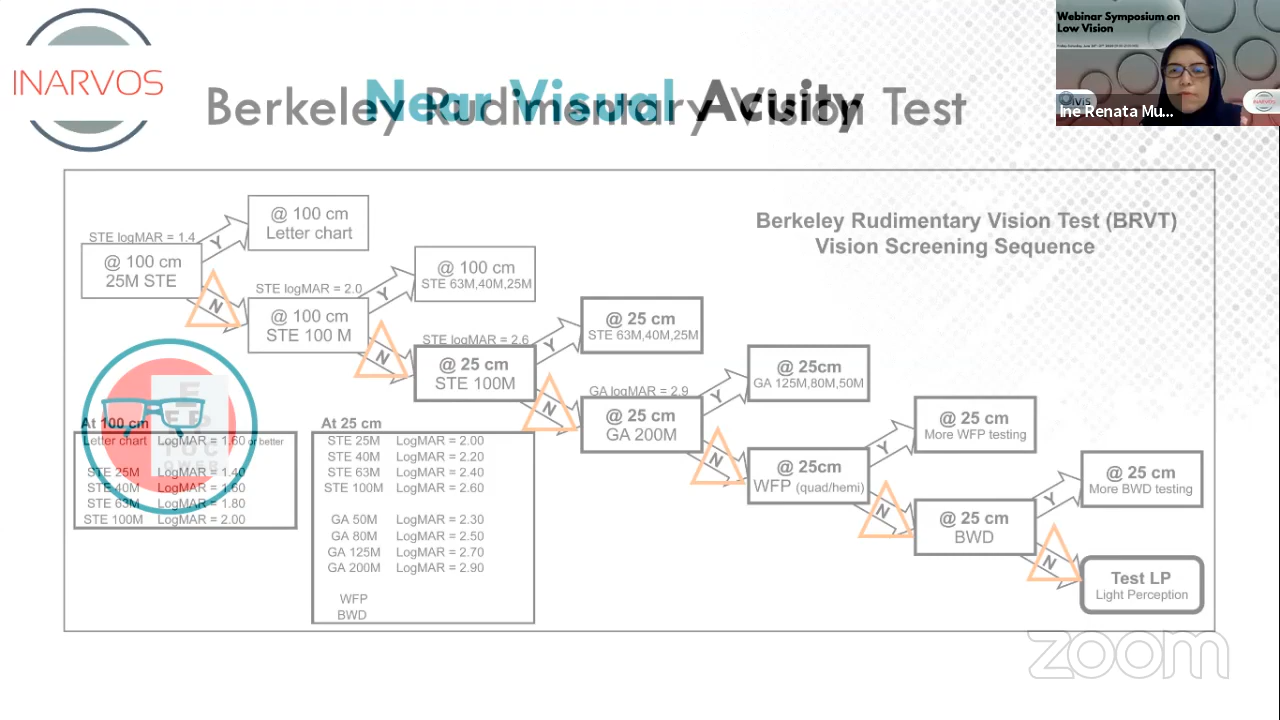 INARVOS
Webinar Symposium on
Low Vision
Ine Renata Mu...
INARVOS
Berkeley Rudimentary Vision Test
Near Visual Acuity
Berkeley Rudimentary Vision Test (BRVT)
Vision Screening Sequence
STE logMAR = 1.4
@ 100 cm
25M STE
Y
@ 100 cm
Letter chart
N
STE logMAR = 2.0
@ 100 cm
STE 100 M
Y
@ 100 cm
STE 63M,40M,25M
N
STE logMAR = 2.6
@ 25 cm
STE 100M
Y
@ 25 cm
STE 63M,40M,25M
N
GA logMAR = 2.9
@ 25 cm
GA 200M
Y
@ 25cm
GA 125M,80M,50M
N
@ 25cm
WFP (quad/hemi)
Y
@ 25 cm
More WFP testing
N
@ 25 cm
BWD
Y
@ 25 cm
More BWD testing
N
Test LP
Light Perception
At 100 cm
Letter chart LogMAR = 1.60 or better
STE 25M LogMAR = 1.40
STE 40M LogMAR = 1.60
STE 63M LogMAR = 1.80
STE 100M LogMAR = 2.00
At 25 cm
STE 25M LogMAR = 2.00
STE 40M LogMAR = 2.20
STE 63M LogMAR = 2.40
STE 100M LogMAR = 2.60
GA 50M LogMAR = 2.30
GA 80M LogMAR = 2.50
GA 125M LogMAR = 2.70
GA 200M LogMAR = 2.90
WFP
BWD
zoom